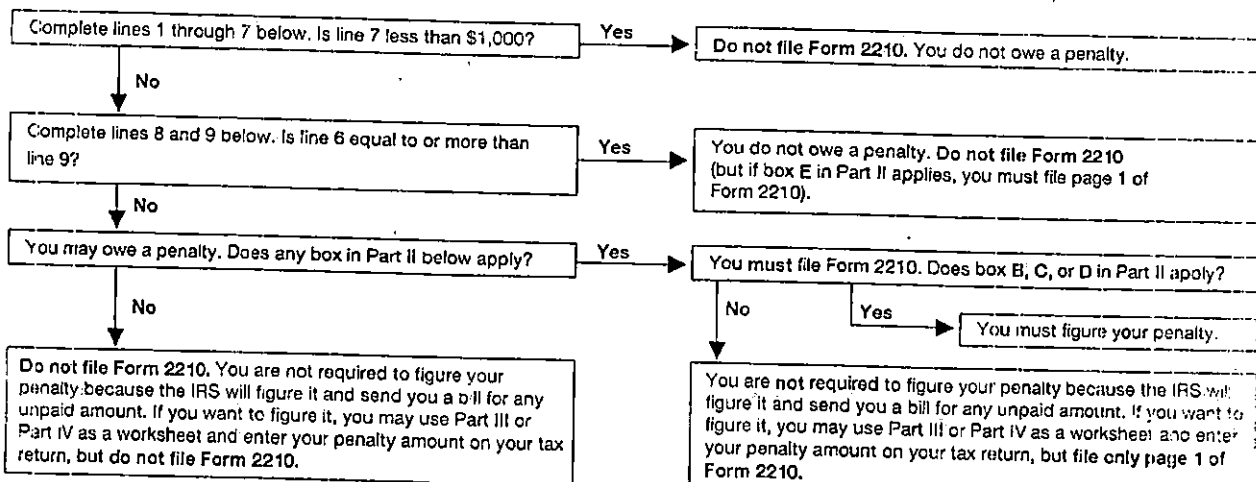 Complete lines 1 through 7 below. Is line 7 less than $1,000?
Yes
Do not file Form 2210. You do not owe a penalty.
No
Complete lines 8 and 9 below. Is line 6 equal to or more than
line 9?
Yes
You do not owe a penalty. Do not file Form 2210
(but if box E in Part II applies, you must file page 1 of
Form 2210).
No
You may owe a penalty. Does any box in Part II below apply?
Yes
You must file Form 2210. Does box B, C, or D in Part II apply?
No
No
Yes
You must figure your penalty.
Do not file Form 2210. You are not required to figure your
penalty because the IRS will figure it and send you a bill for any
unpaid amount. If you want to figure it, you may use Part III or
Part IV as a worksheet and enter your penalty amount on your tax
return, but do not file Form 2210.
You are not required to figure your penalty because the IRS will
figure it and send you a bill for any unpaid amount. If you want to
figure it, you may use Part III or Part IV as a worksheet and enter
your penalty amount on your tax return, but file only page 1 of
Form 2210.